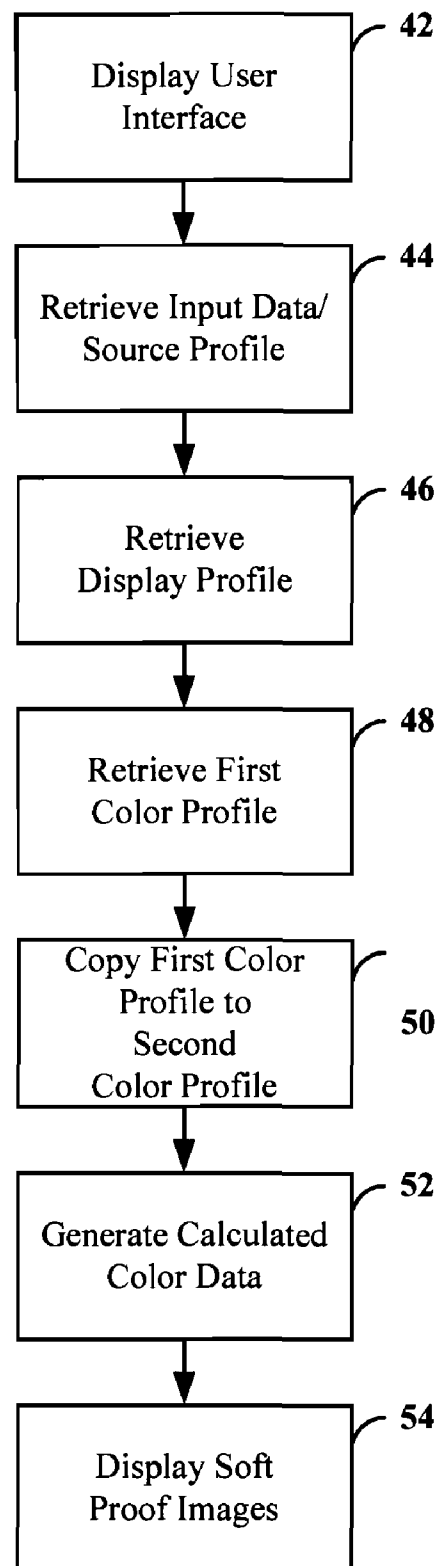 42
Display User
Interface
44
Retrieve Input Data/
Source Profile
46
Retrieve
Display Profile
48
Retrieve First
Color Profile
Copy First Color
Profile to
Second
Color Profile
50
52
Generate Calculated
Color Data
54
Display Soft
Proof Images